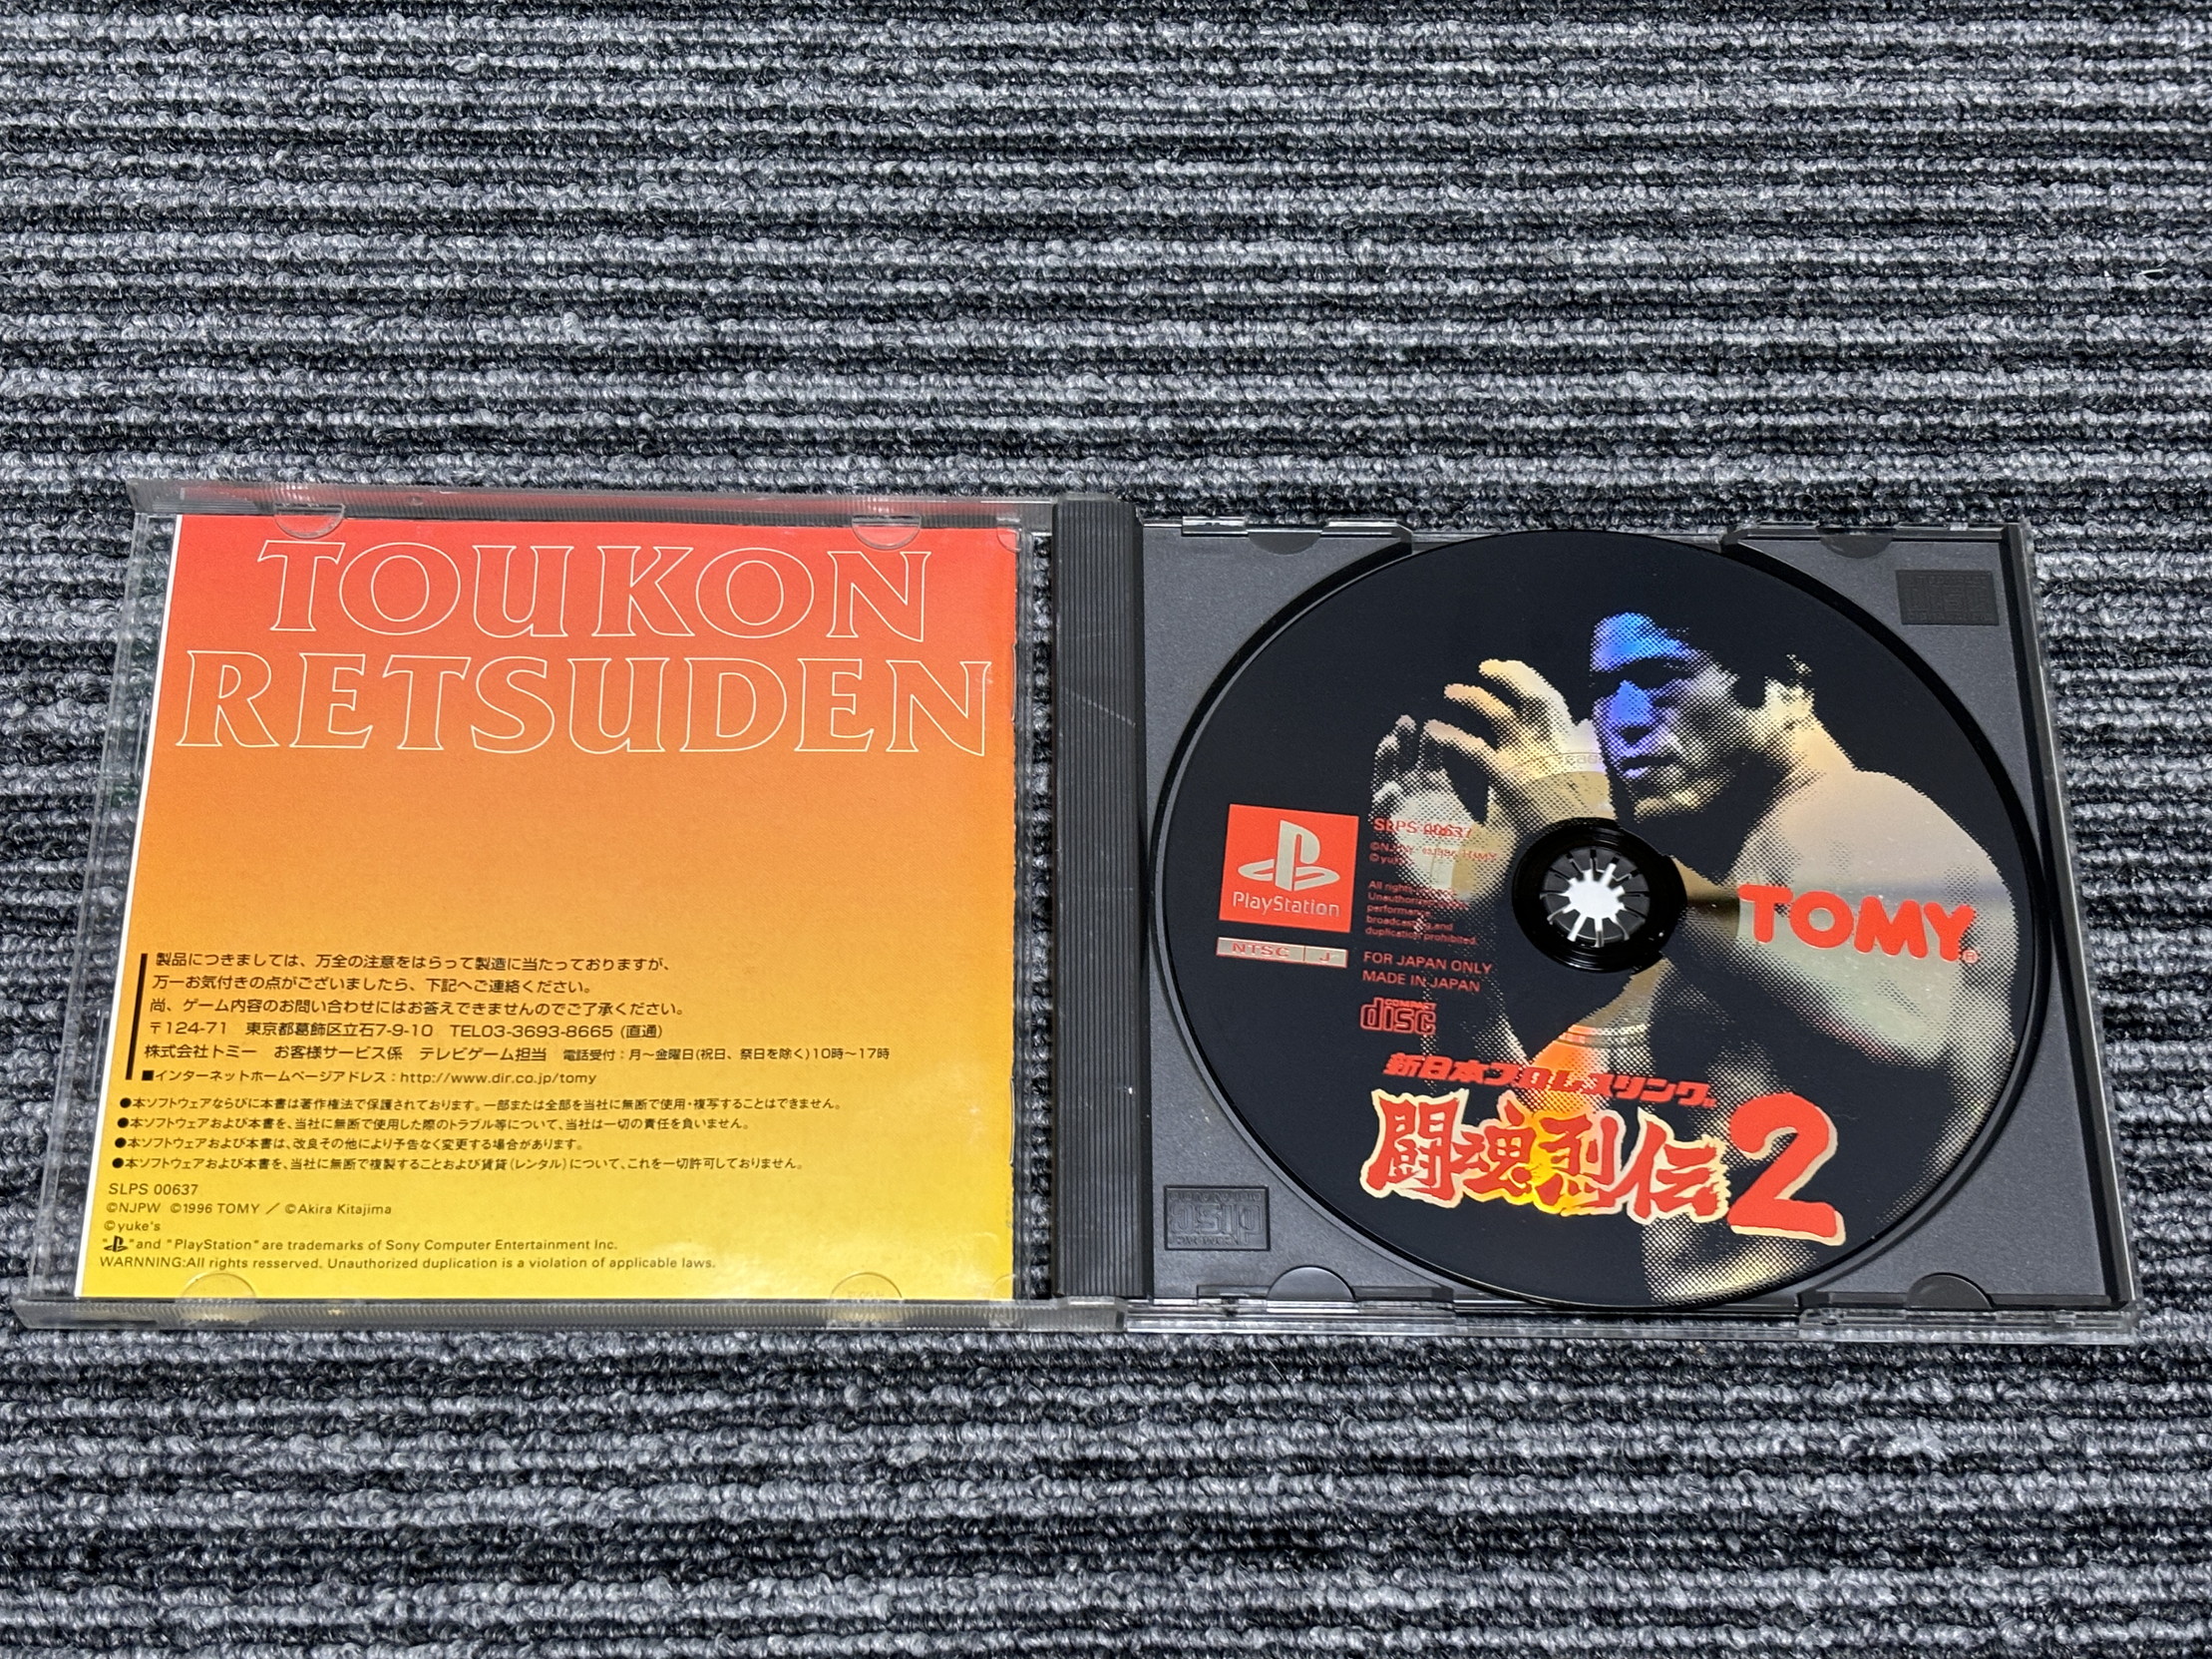 TOUKON
RETSUDEN
製品につきましては、万全の注意をはらって製造に当たっておりますが、
万一お気付きの点がございましたら、下記へご連絡ください。
尚、ゲーム内容のお問い合わせにはお答えできませんのでご了承ください。
〒124-71　東京都葛飾区立石7-9-10　TEL03-3693-8665 (直通)
株式会社トミー　お客様サービス係　テレビゲーム担当　電話受付：月〜金曜日(祝日、祭日を除く)10時〜17時
■インターネットホームページアドレス：http://www.dir.co.jp/tomy
●本ソフトウェアならびに本書は著作権法で保護されております。一部または全部を当社に無断で使用・複写することはできません。
●本ソフトウェアおよび本書を、当社に無断で使用した際のトラブル等について、当社は一切の責任を負いません。
●本ソフトウェアおよび本書は、改良その他により予告なく変更する場合があります。
●本ソフトウェアおよび本書を、当社に無断で複製することおよび賃貸(レンタル)について、これを一切許可しておりません。
SLPS 00637
©NJPW ©1996 TOMY／©Akira Kitajima
©yuke's
" " and "PlayStation" are trademarks of Sony Computer Entertainment Inc.
WARNNING:All rights resserved. Unauthorized duplication is a violation of applicable laws.
PlayStation
NTSC J
SLPS 00637
All rights
Unauthorized
performance,
broadcasting and
duplication prohibited.
FOR JAPAN ONLY
MADE IN JAPAN
COMPACT
disc
TOMY®
新日本プロレスリング
闘魂烈伝2